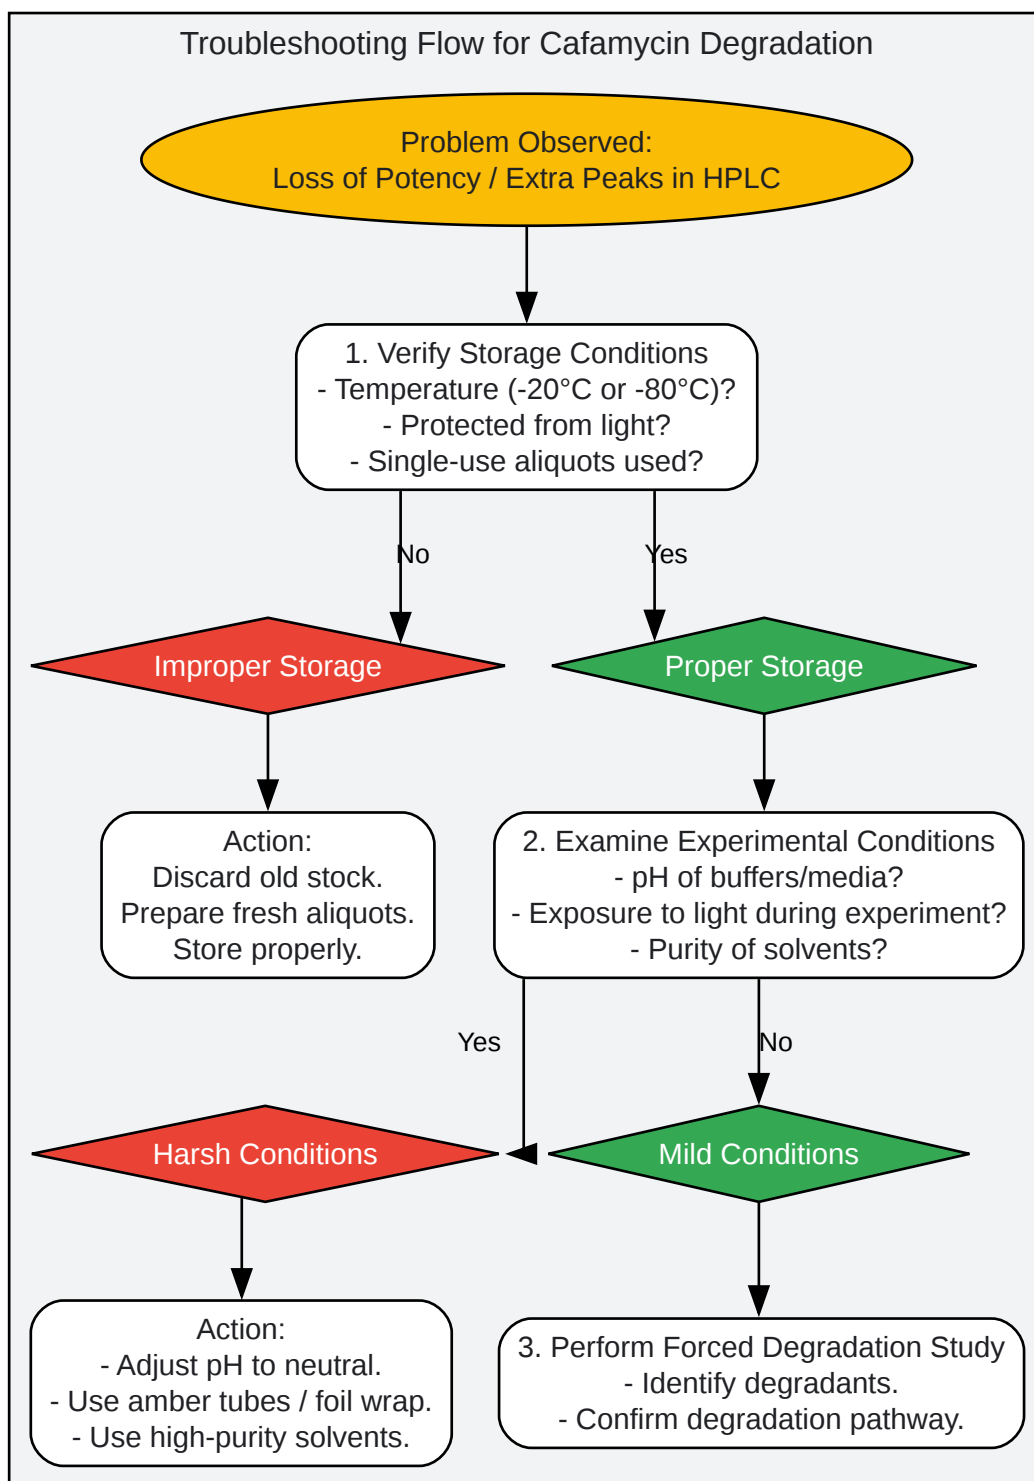 Troubleshooting Flow for Cafamycin Degradation
Problem Observed:
Loss of Potency / Extra Peaks in HPLC
1. Verify Storage Conditions
- Temperature (-20°C or -80°C)?
- Protected from light?
- Single-use aliquots used?
No
Yes
Improper Storage
Proper Storage
Action:
Discard old stock.
Prepare fresh aliquots.
Store properly.
2. Examine Experimental Conditions
- pH of buffers/media?
- Exposure to light during experiment?
- Purity of solvents?
Yes
No
Harsh Conditions
Mild Conditions
Action:
- Adjust pH to neutral.
- Use amber tubes / foil wrap.
- Use high-purity solvents.
3. Perform Forced Degradation Study
- Identify degradants.
- Confirm degradation pathway.